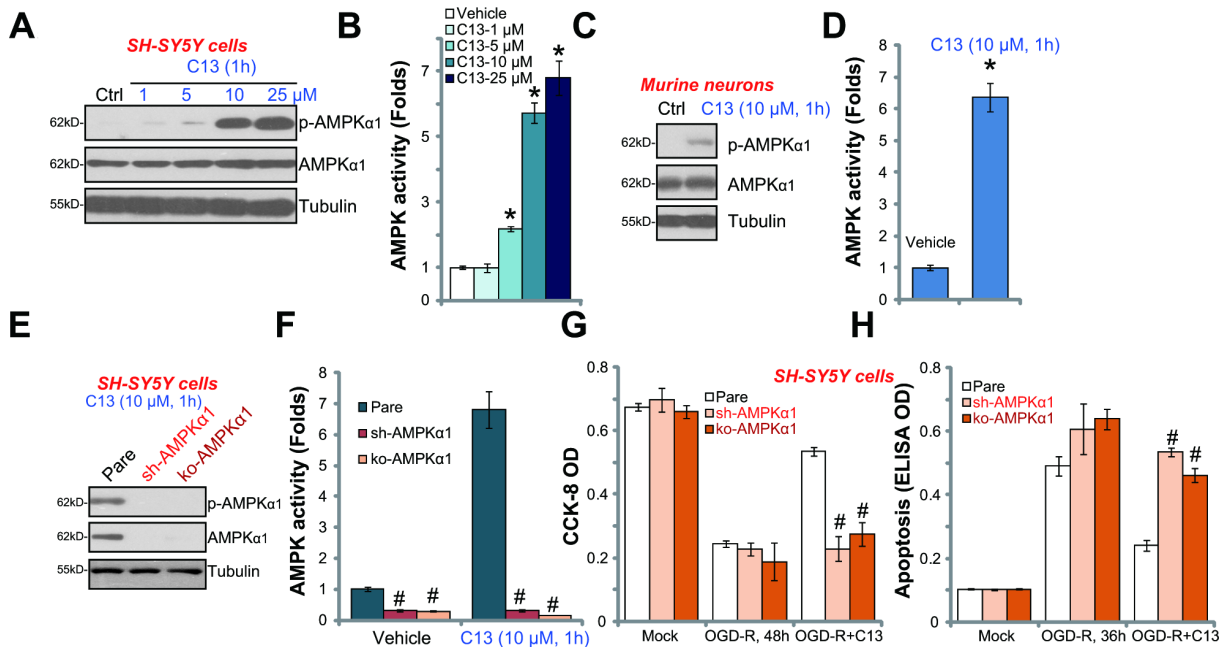 A
SH-SY5Y cells
C13 (1h)
Ctrl 1 5 10 25 µM
62kD- p-AMPKα1
62kD- AMPKα1
55kD- Tubulin
B
Vehicle
C13-1 µM
C13-5 µM
C13-10 µM
C13-25 µM
AMPK activity (Folds)
7
5
3
1
0
* * *
C
Murine neurons
Ctrl C13 (10 µM, 1h)
62kD- p-AMPKα1
62kD- AMPKα1
55kD- Tubulin
D
C13 (10 µM, 1h)
*
AMPK activity (Folds)
8
7
6
5
4
2
1
0
Vehicle
E
SH-SY5Y cells
C13 (10 µM, 1h)
Pare sh-AMPKα1 ko-AMPKα1
62kD- p-AMPKα1
62kD- AMPKα1
55kD- Tubulin
F
AMPK activity (Folds)
8
7
6
5
4
3
2
1
0
Pare
sh-AMPKα1
ko-AMPKα1
# # # #
Vehicle C13 (10 µM, 1h)
G
SH-SY5Y cells
CCK-8 OD
0.8
0.6
0.4
0.2
0
Pare
sh-AMPKα1
ko-AMPKα1
# #
Mock OGD-R, 48h OGD-R+C13
H
Apoptosis (ELISA OD)
0.8
0.6
0.4
0.2
0
Pare
sh-AMPKα1
ko-AMPKα1
# #
Mock OGD-R, 36h OGD-R+C13